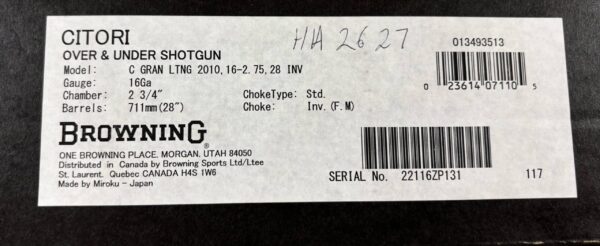 CITORI
OVER & UNDER SHOTGUN
HA 2627
013493513
Model: C GRAN LTNG 2010, 16-2. 75, 28 INV
Gauge: 16Ga
Chamber: 2 3/4" ChokeType: Std.
Barrels: 711mm(28") Choke: Inv. (F. M)
0 23614 07110 5
BROWNING®
ONE BROWNING PLACE, MORGAN, UTAH 84050
Distributed in Canada by Browning Sports Ltd/Ltee
St. Laurent. Quebec CANADA H4S 1W6
Made by Miroku - Japan
SERIAL No. 22116ZP131 117